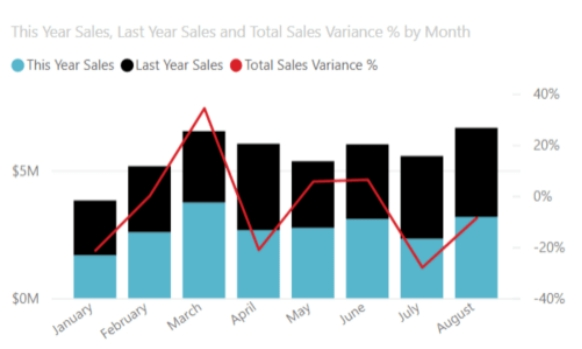 This Year Sales, Last Year Sales and Total Sales Variance % by Month
This Year Sales Last Year Sales Total Sales Variance %
40%
$5M
20%
0%
-20%
$0M
-40%
January February March April May June July August